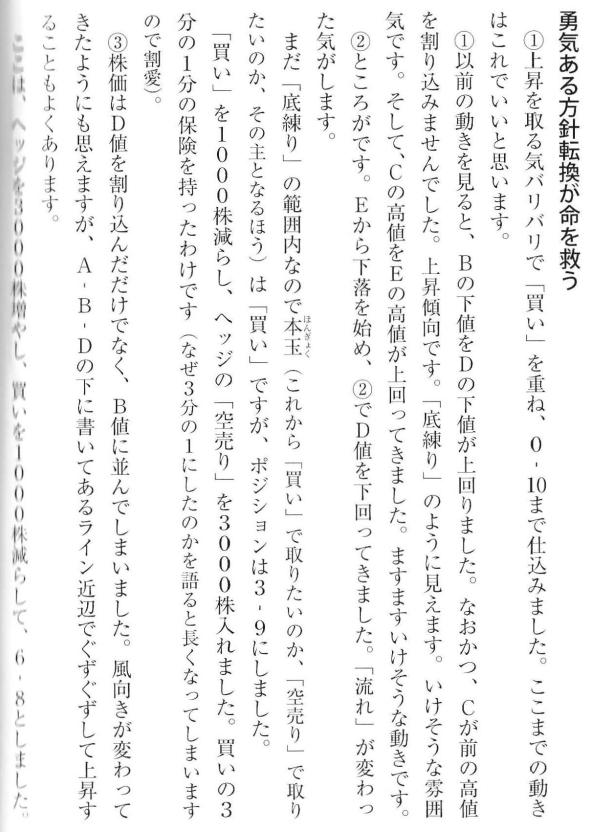 勇気ある方針転換が命を救う
①上昇を取る気バリバリで「買い」を重ね、0-10まで仕込みました。ここまでの動き
はこれでいいと思います。
①以前の動きを見ると、Bの下値をDの下値が上回りました。なおかつ、Cが前の高値
を割り込みませんでした。上昇傾向です。「底練り」のように見えます。いけそうな雰囲
気です。そして、Cの高値をEの高値が上回ってきました。ますますいけそうな動きです。
②ところがです。Eから下落を始め、②でD値を下回ってきました。「流れ」が変わっ
た気がします。
まだ「底練り」の範囲内なので本玉（これから「買い」で取りたいのか、「空売り」で取り
ほんぎょく
たいのか、その主となるほう）は「買い」ですが、ポジションは3-9にしました。
「買い」を1000株減らし、ヘッジの「空売り」を3000株入れました。買いの3
分の1分の保険を持ったわけです（なぜ3分の1にしたのかを語ると長くなってしまいます
ので割愛）。
③株価はD値を割り込んだだけでなく、B値に並んでしまいました。風向きが変わって
きたようにも思えますが、A-B-Dの下に書いてあるライン近辺でぐずぐずして上昇す
ることもよくあります。
ここは、ヘッジを3000株増やし、買いを1000株減らして、6-8としました。